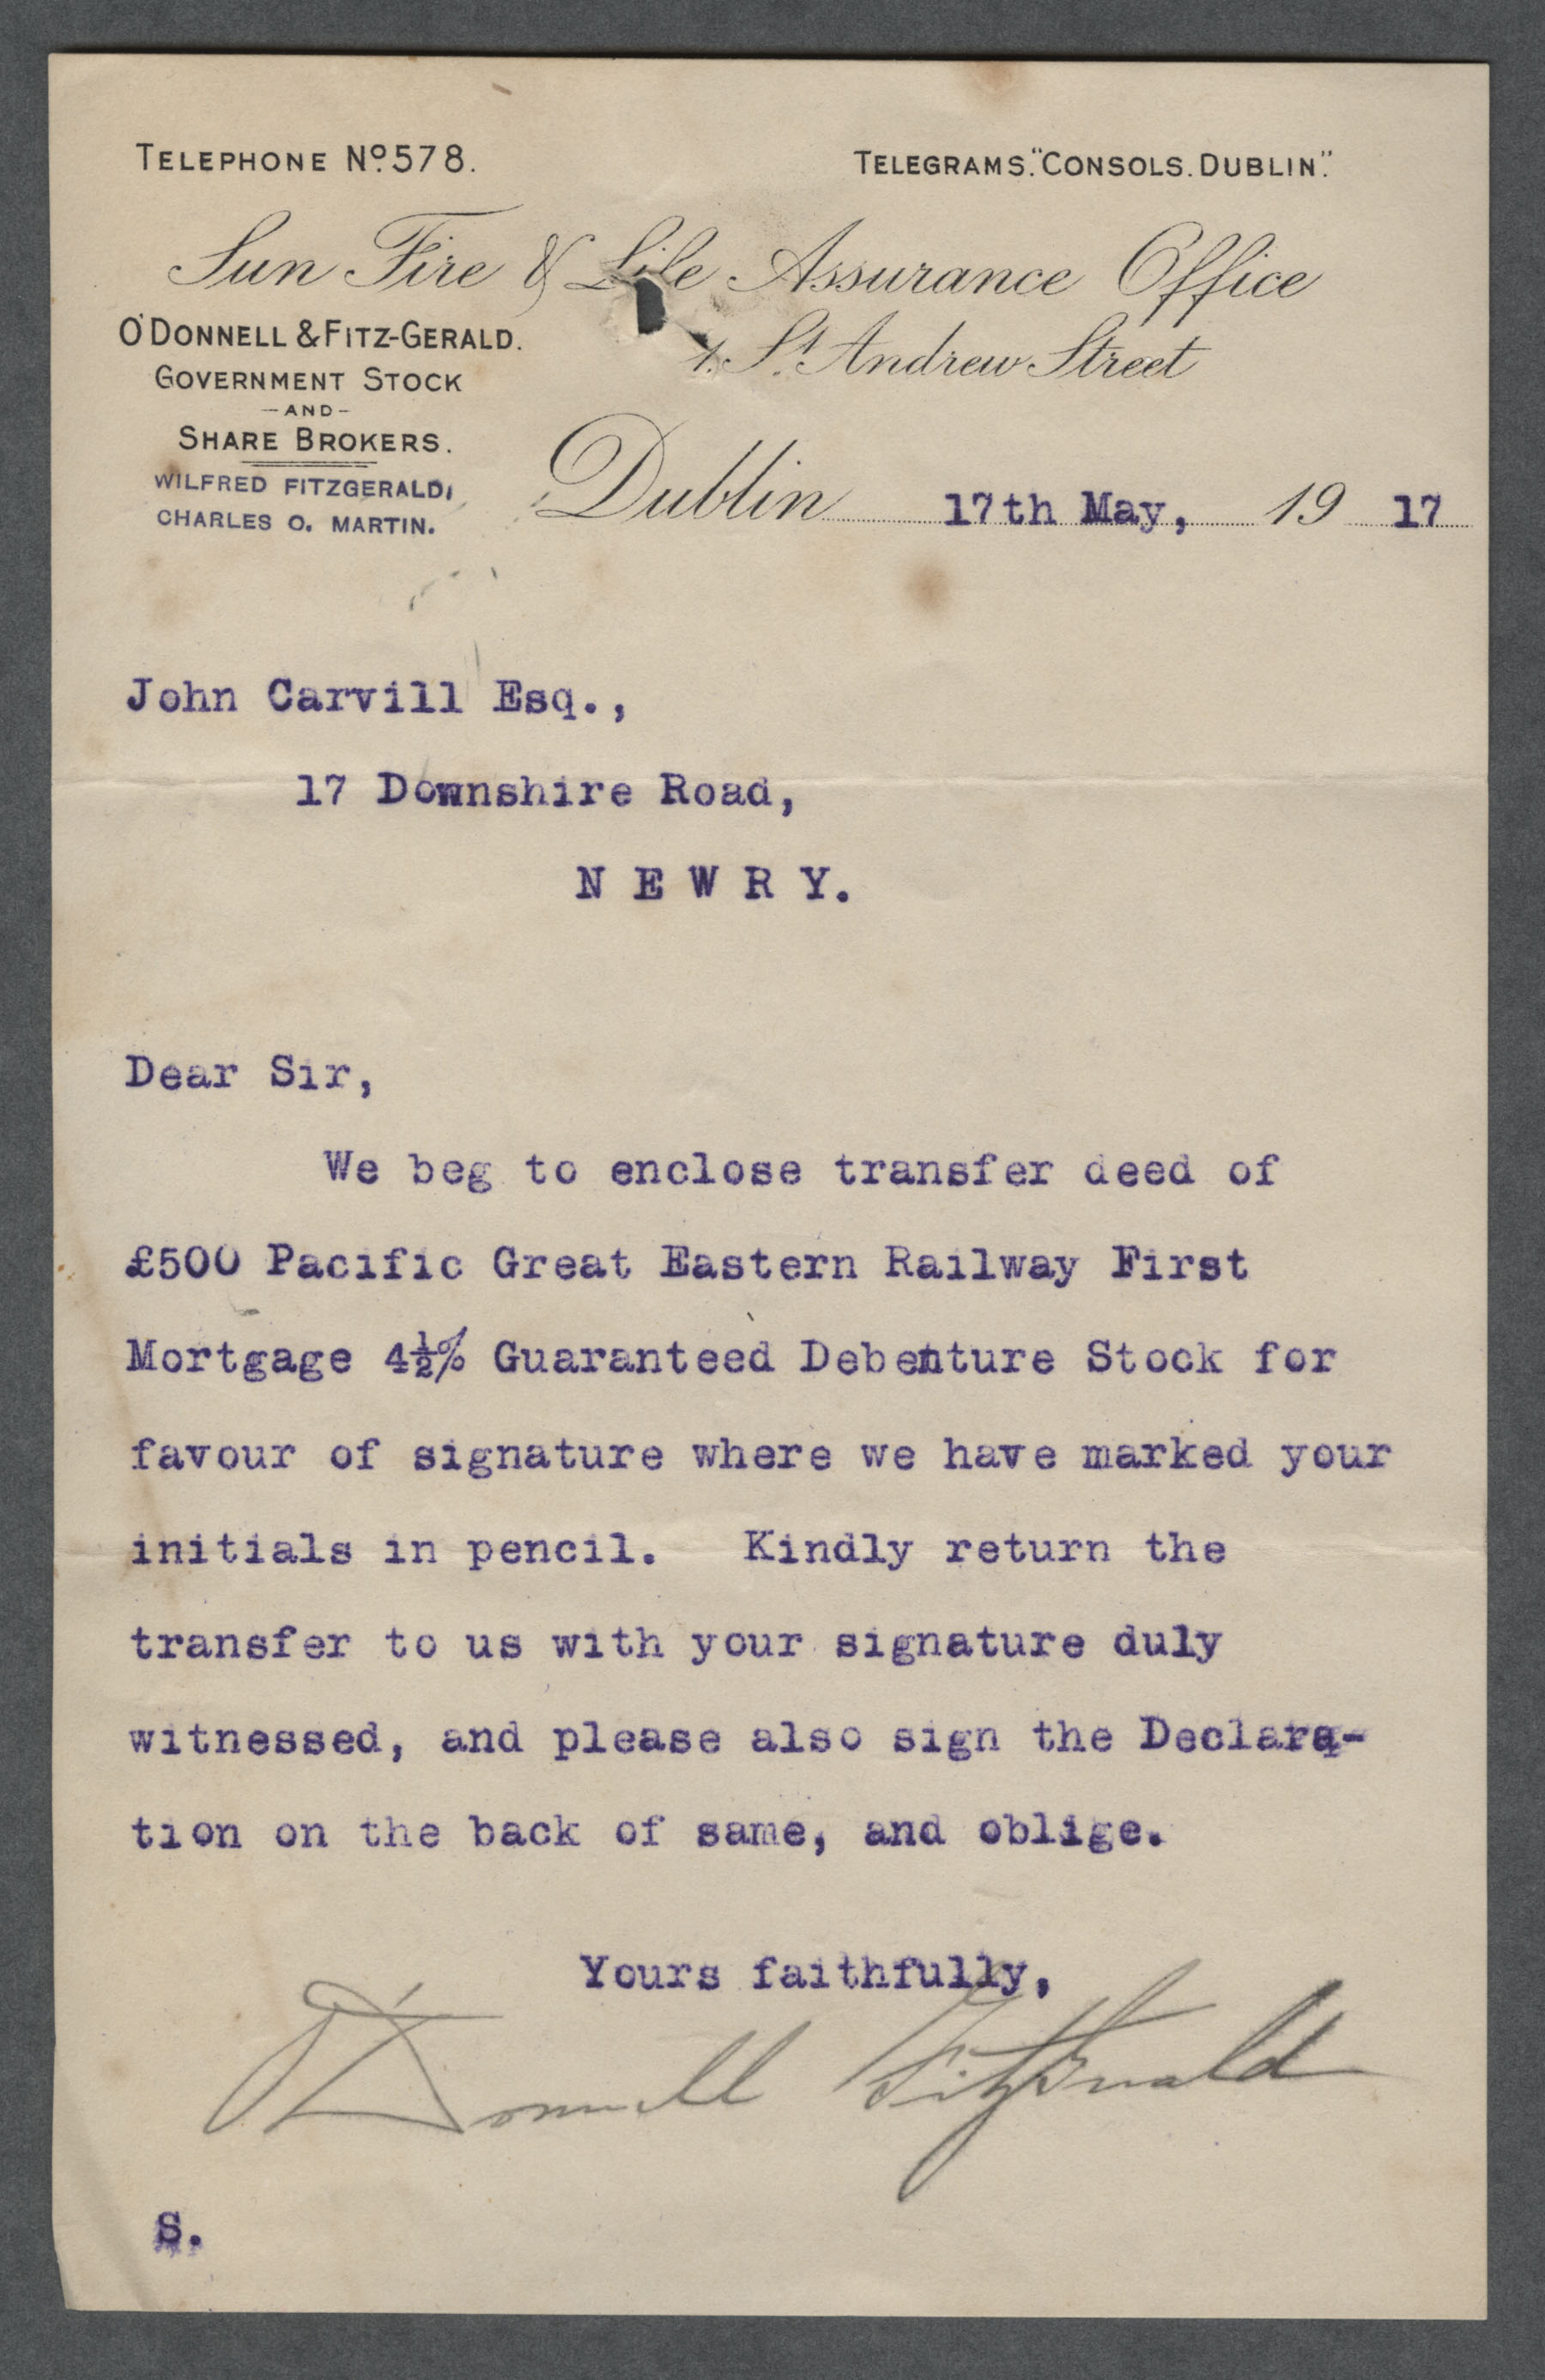 TELEPHONE Nº 578.
TELEGRAMS. "CONSOLS. DUBLIN."
Sun Fire & Life Assurance Office
O'DONNELL & FITZ-GERALD.
St. Andrew Street
GOVERNMENT STOCK
-AND-
SHARE BROKERS.
WILFRED FITZGERALD,
CHARLES O. MARTIN.
Dublin 17th May, 19 17
John Carvill Esq.,
17 Downshire Road,
N E W R Y.
Dear Sir,
We beg to enclose transfer deed of
£500 Pacific Great Eastern Railway First
Mortgage 4½% Guaranteed Debenture Stock for
favour of signature where we have marked your
initials in pencil. Kindly return the
transfer to us with your signature duly
witnessed, and please also sign the Declara-
tion on the back of same, and oblige.
Yours faithfully,
O'Donnell Fitzgerald
S.